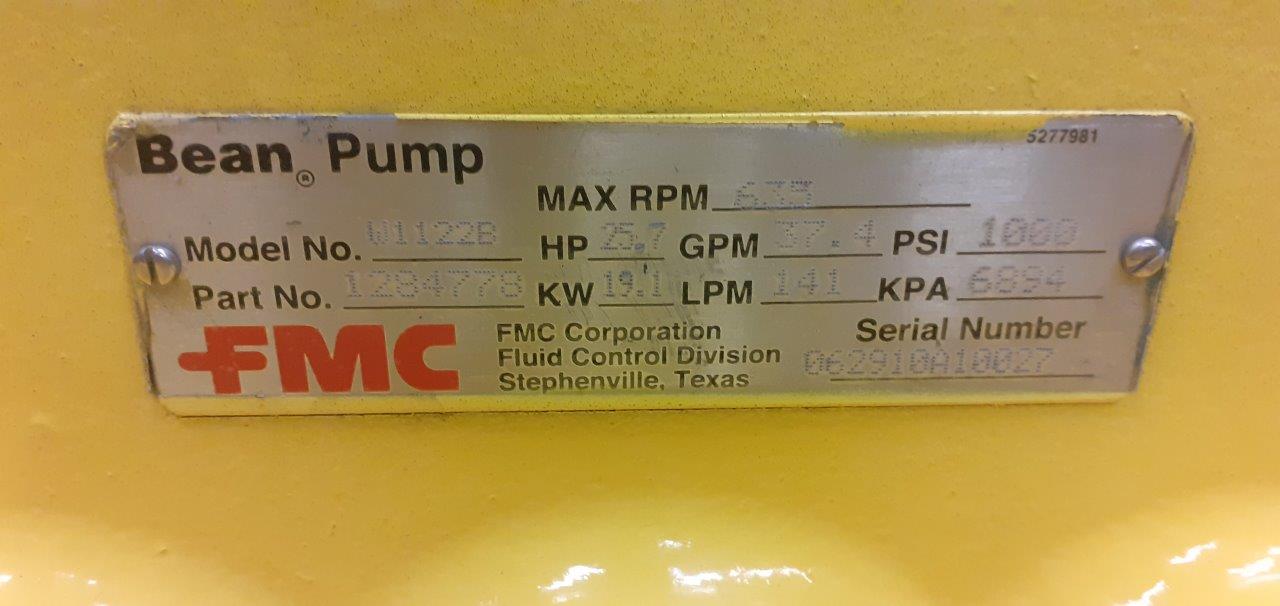 Bean® Pump
5277981
MAX RPM 635
Model No. W1122B HP 25.7 GPM 37.4 PSI 1000
Part No. 1284778 KW 19.1 LPM 141 KPA 6894
FMC
FMC Corporation
Fluid Control Division
Stephenville, Texas
Serial Number
062910A10027